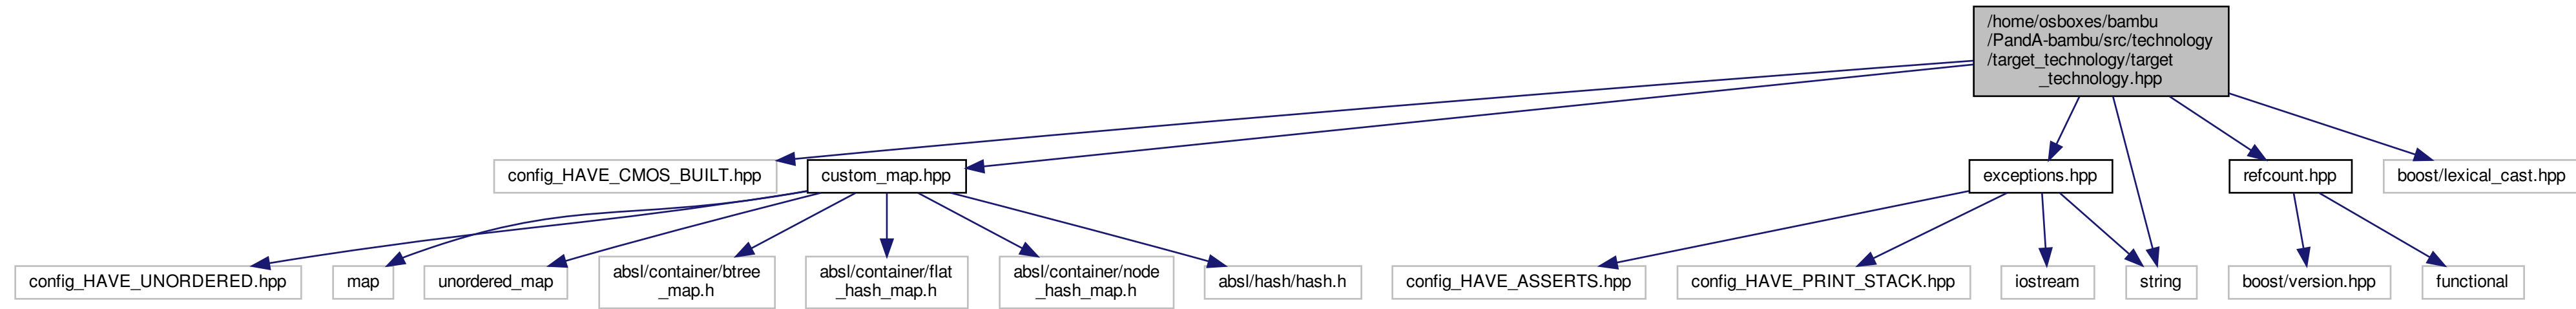 /home/osboxes/bambu
/PandA-bambu/src/technology
/target_technology/target
_technology.hpp
config_HAVE_CMOS_BUILT.hpp
custom_map.hpp
exceptions.hpp
refcount.hpp
boost/lexical_cast.hpp
config_HAVE_UNORDERED.hpp
map
unordered_map
absl/container/btree
_map.h
absl/container/flat
_hash_map.h
absl/container/node
_hash_map.h
absl/hash/hash.h
config_HAVE_ASSERTS.hpp
config_HAVE_PRINT_STACK.hpp
iostream
string
boost/version.hpp
functional